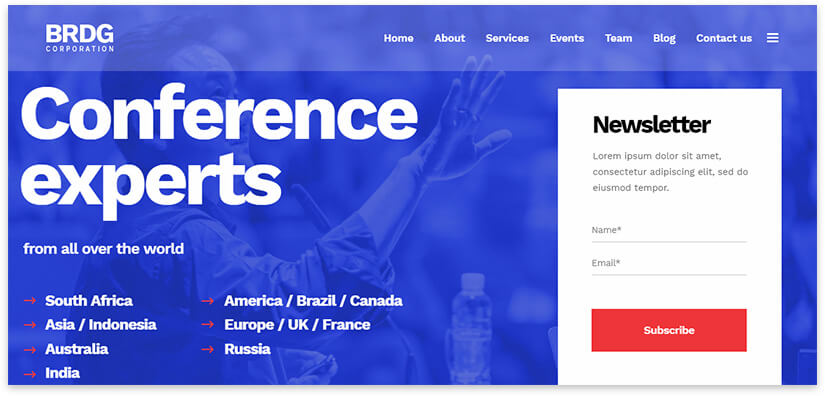 BRDG
CORPORATION
Home About Services Events Team Blog Contact us
Conference
experts
from all over the world
→ South Africa
→ Asia / Indonesia
→ Australia
→ India
→ America / Brazil / Canada
→ Europe / UK / France
→ Russia
Newsletter
Lorem ipsum dolor sit amet,
consectetur adipiscing elit, sed do
eiusmod tempor.
Name*
Email*
Subscribe